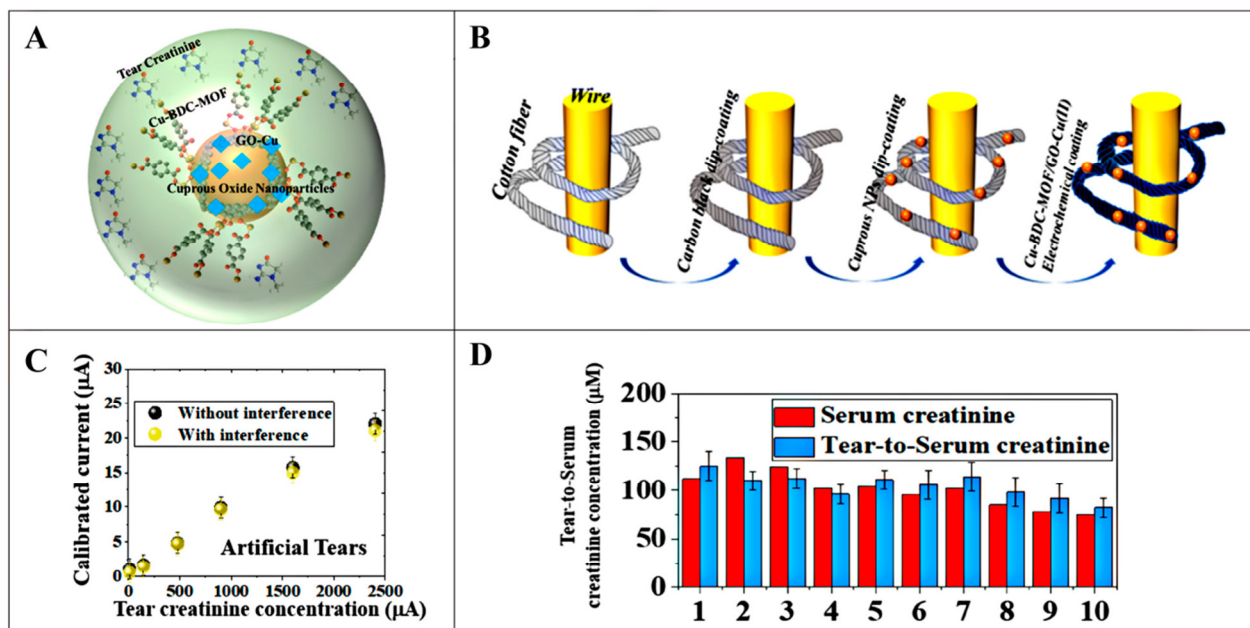 A
Tear Creatinine
Cu-BDC-MOF
GO-Cu
Cuprous Oxide Nanoparticles
B
Cotton fiber
Wire
Carbon black dip-coating
Cuprous NPs dip-coating
Cu-BDC-MOF/GO-Cu(II)
Electrochemical coating
C
Calibrated current (μA)
30
25
20
15
10
5
0
Without interference
With interference
Artificial Tears
0 500 1000 1500 2000 2500
Tear creatinine concentration (μA)
D
Tear-to-Serum
creatinine concentration (μM)
200
150
100
50
0
Serum creatinine
Tear-to-Serum creatinine
1 2 3 4 5 6 7 8 9 10